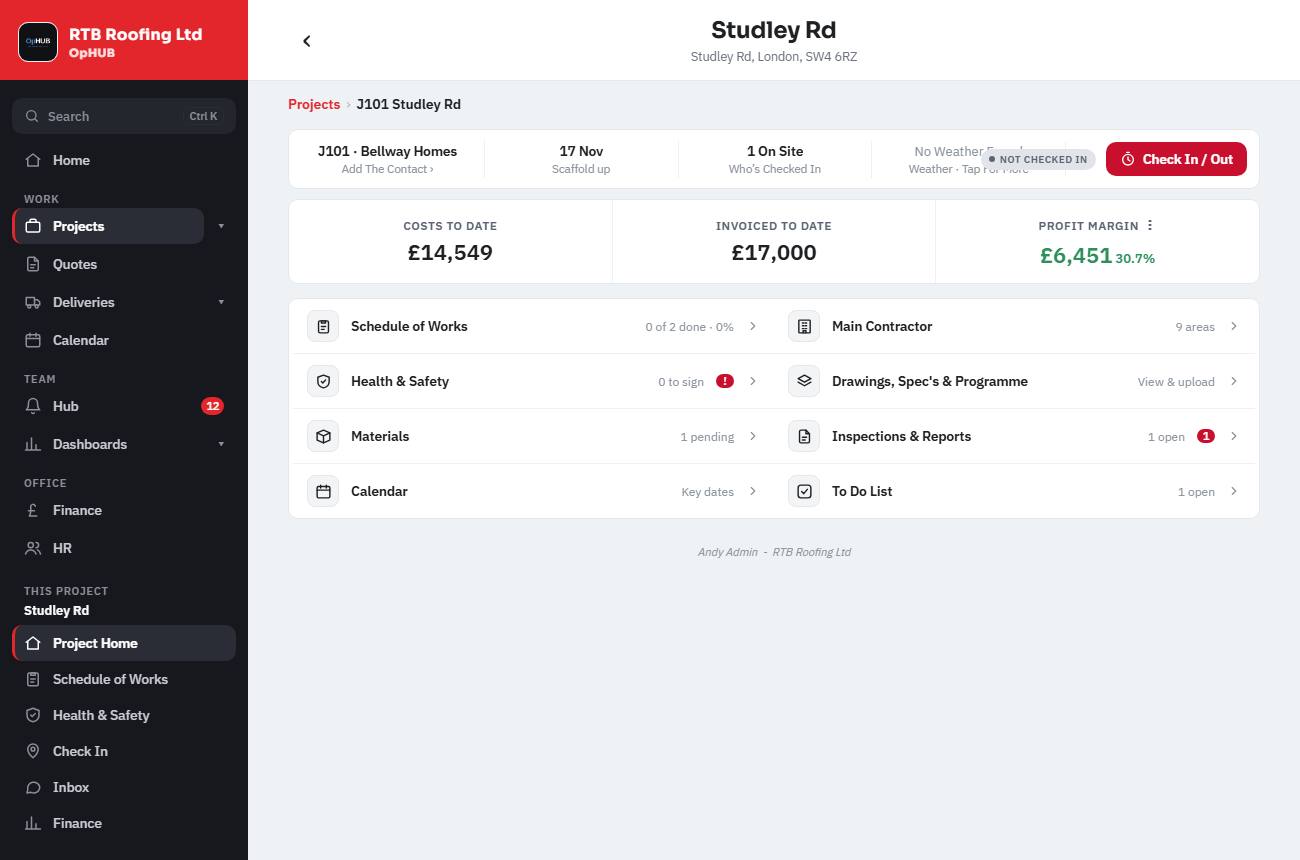 OpHUB
RTB Roofing Ltd
OpHUB
Search
Ctrl K
Home
WORK
Projects
Quotes
Deliveries
Calendar
TEAM
Hub
12
Dashboards
OFFICE
Finance
HR
THIS PROJECT
Studley Rd
Project Home
Schedule of Works
Health & Safety
Check In
Inbox
Finance
Studley Rd
Studley Rd, London, SW4 6RZ
Projects › J101 Studley Rd
J101 · Bellway Homes
Add The Contact ›
17 Nov
Scaffold up
1 On Site
Who's Checked In
No Weather
Weather · Tap For More
NOT CHECKED IN
Check In / Out
COSTS TO DATE
£14,549
INVOICED TO DATE
£17,000
PROFIT MARGIN
£6,451 30.7%
Schedule of Works
0 of 2 done · 0%
Main Contractor
9 areas
Health & Safety
0 to sign
!
Drawings, Spec's & Programme
View & upload
Materials
1 pending
Inspections & Reports
1 open
1
Calendar
Key dates
To Do List
1 open
Andy Admin - RTB Roofing Ltd